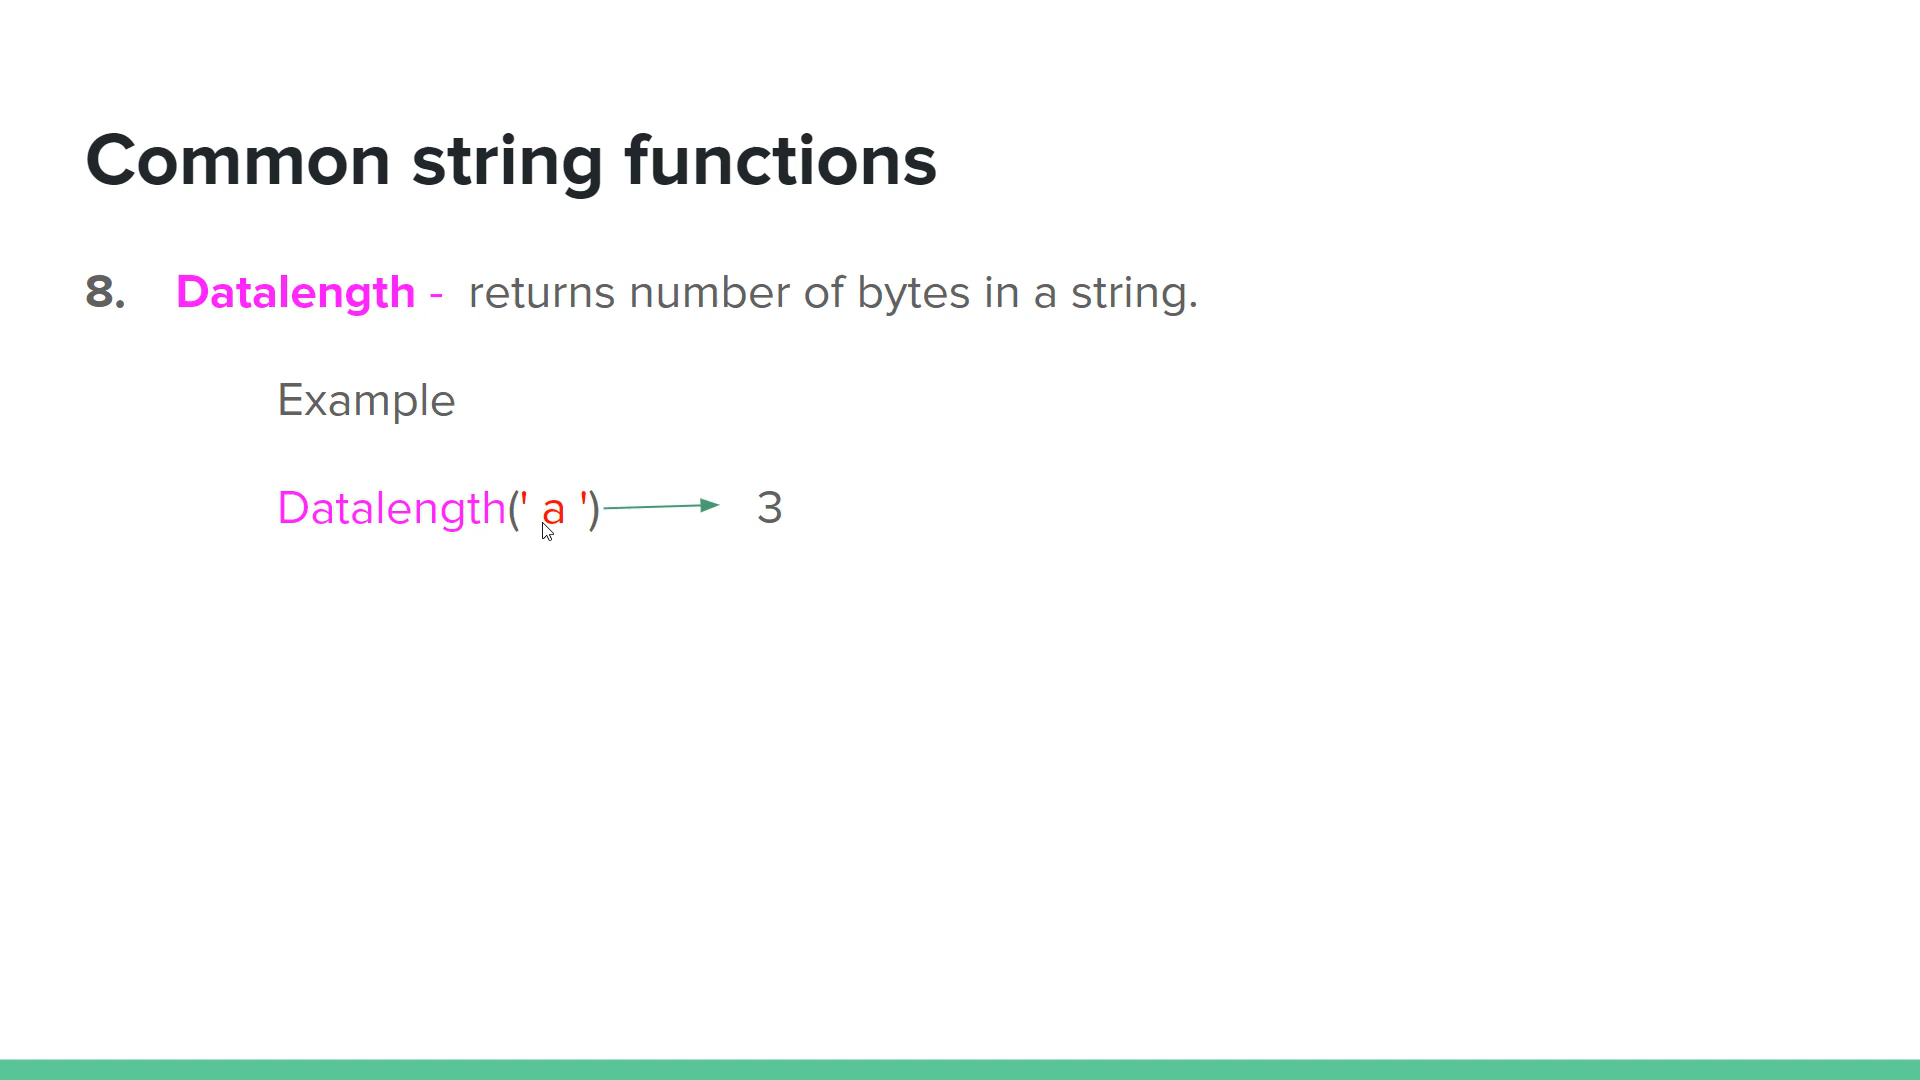 Common string functions
8. Datalength - returns number of bytes in a string.
Example
Datalength(' a ') 3